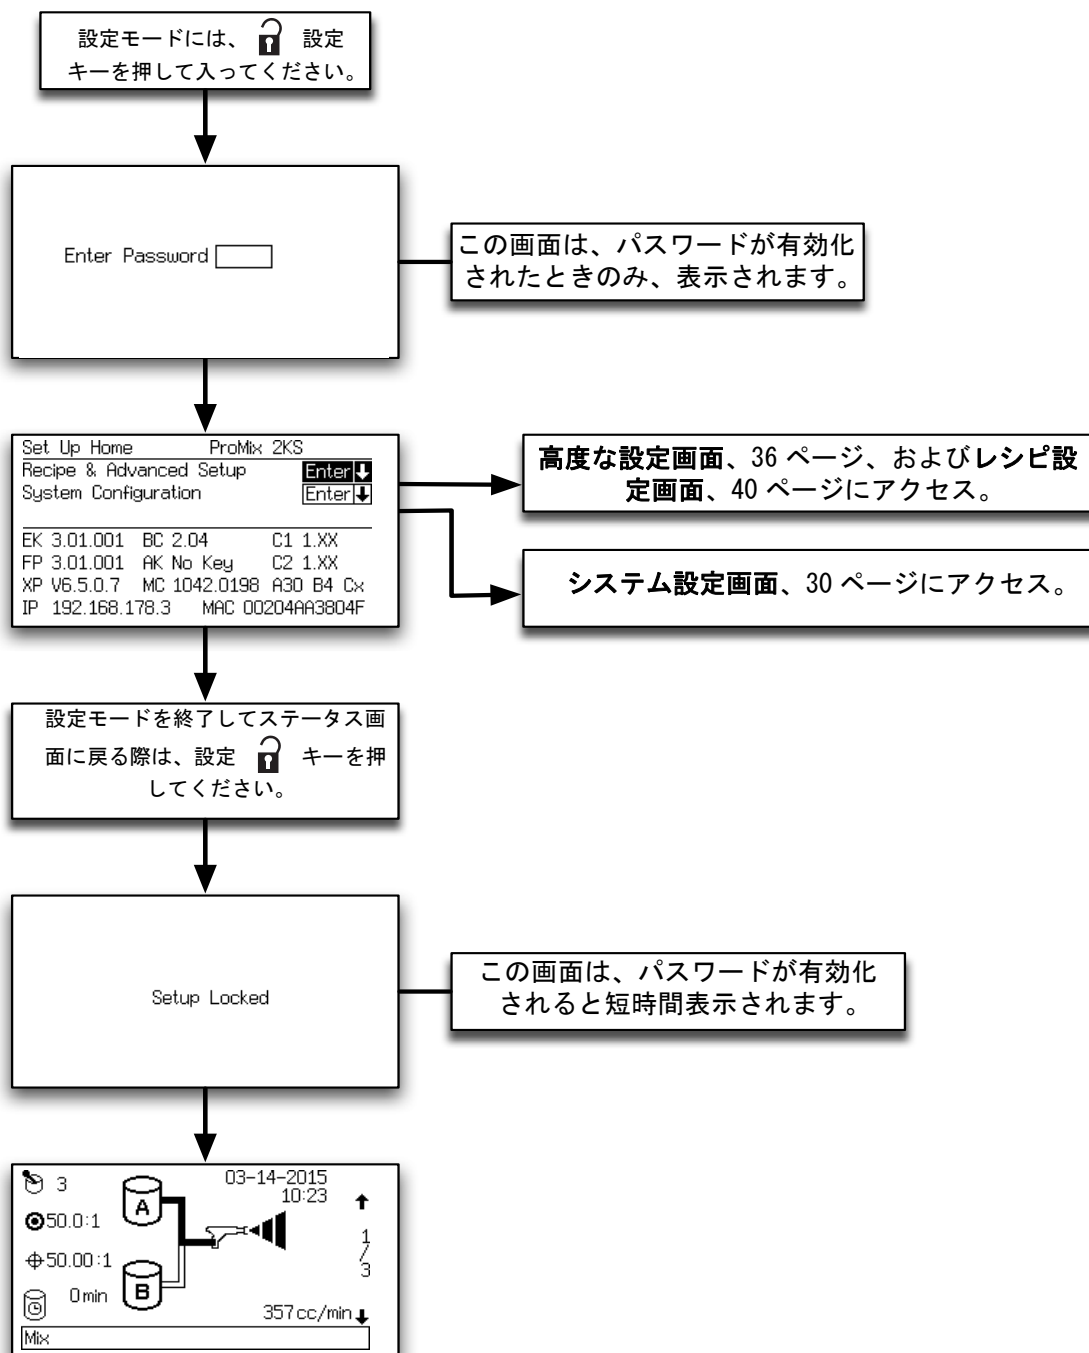 設定モードには、 設定
キーを押して入ってください。
Enter Password
この画面は、パスワードが有効化
されたときのみ、表示されます。
Set Up Home ProMix 2KS
Recipe & Advanced Setup Enter
System Configuration Enter
EK 3.01.001 BC 2.04 C1 1.XX
FP 3.01.001 AK No Key C2 1.XX
XP V6.5.0.7 MC 1042.0198 A30 B4 Cx
IP 192.168.178.3 MAC 00204AA3804F
高度な設定画面、36 ページ、およびレシピ設
定画面、40 ページにアクセス。
システム設定画面、30 ページにアクセス。
設定モードを終了してステータス画
面に戻る際は、設定 キーを押
してください。
Setup Locked
この画面は、パスワードが有効化
されると短時間表示されます。
3
03-14-2015
10:23
A
50.0:1
1
/
3
50.00:1
B
0min
357cc/min
Mix